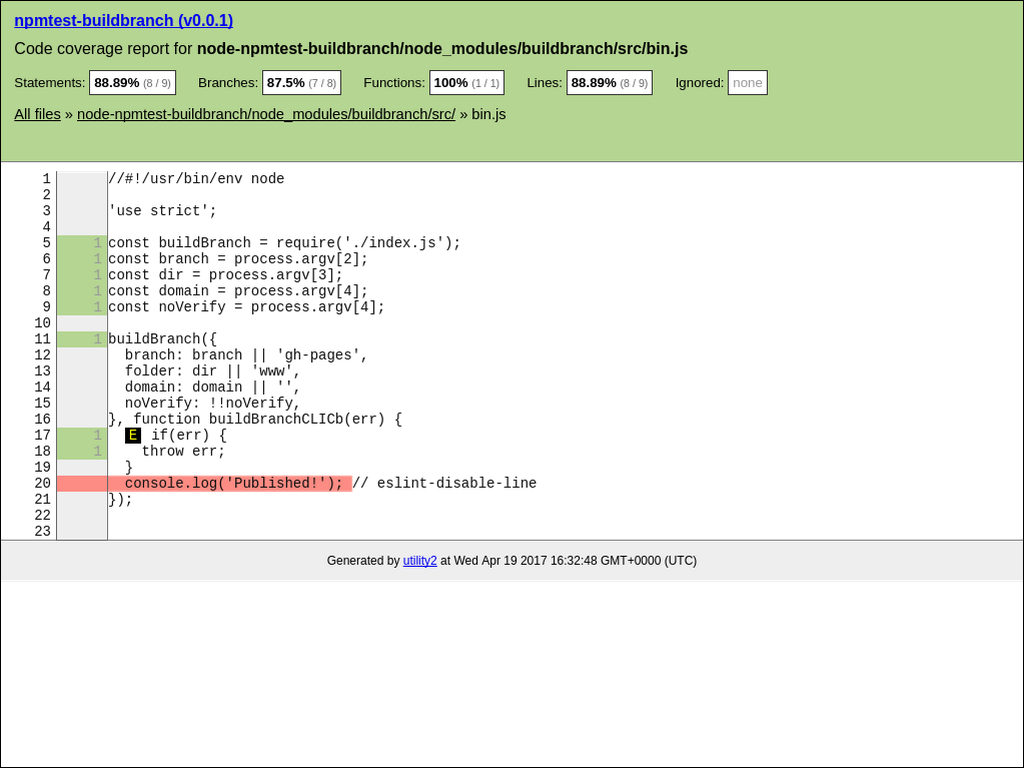 npmtest-buildbranch (v0.0.1)
Code coverage report for node-npmtest-buildbranch/node_modules/buildbranch/src/bin.js
Statements: 88.89% (8 / 9) Branches: 87.5% (7 / 8) Functions: 100% (1 / 1) Lines: 88.89% (8 / 9) Ignored: none
All files » node-npmtest-buildbranch/node_modules/buildbranch/src/ » bin.js
1 //#!/usr/bin/env node
2
3 'use strict';
4
5 1 const buildBranch = require('./index.js');
6 1 const branch = process.argv[2];
7 1 const dir = process.argv[3];
8 1 const domain = process.argv[4];
9 1 const noVerify = process.argv[4];
10
11 1 buildBranch({
12 branch: branch || 'gh-pages',
13 folder: dir || 'www',
14 domain: domain || '',
15 noVerify: !!noVerify,
16 }, function buildBranchCLICb(err) {
17 1 E if(err) {
18 1 throw err;
19 }
20 console.log('Published!'); // eslint-disable-line
21 });
22
23
Generated by utility2 at Wed Apr 19 2017 16:32:48 GMT+0000 (UTC)